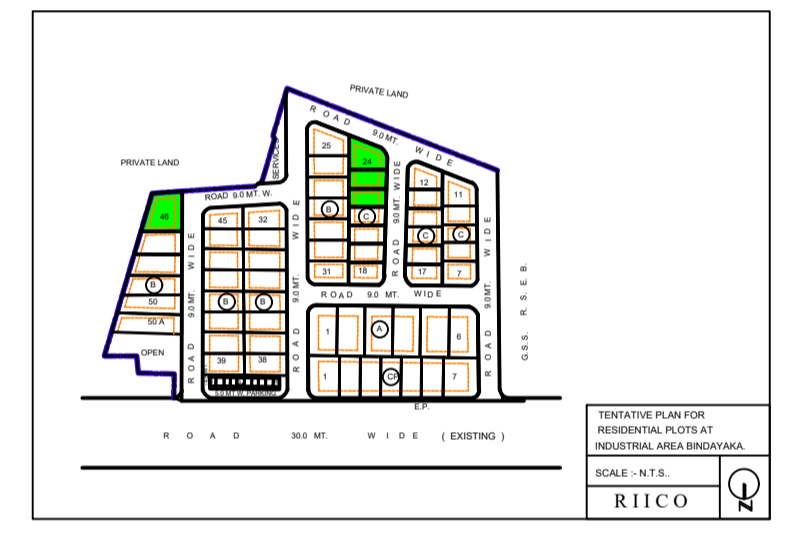 PRIVATE LAND
ROAD 9.0 MT. WIDE
PRIVATE LAND
SERVICES
25
24
12
11
ROAD 9.0 MT. W.
46
45
32
B
C
C
C
ROAD 9.0 MT. WIDE
ROAD 9.0 MT. WIDE
ROAD 9.0 MT. WIDE
ROAD 9.0 MT. WIDE
31
18
17
7
B
50
B
B
50 A
ROAD 9.0 MT. WIDE
1
A
6
OPEN
39
38
1
CP
7
5.0 MT W. PARKING
E.P.
G.S.S. R.S.E.B.
ROAD 30.0 MT. WIDE (EXISTING)
TENTATIVE PLAN FOR
RESIDENTIAL PLOTS AT
INDUSTRIAL AREA BINDAYAKA.
SCALE :- N.T.S..
RIICO
N